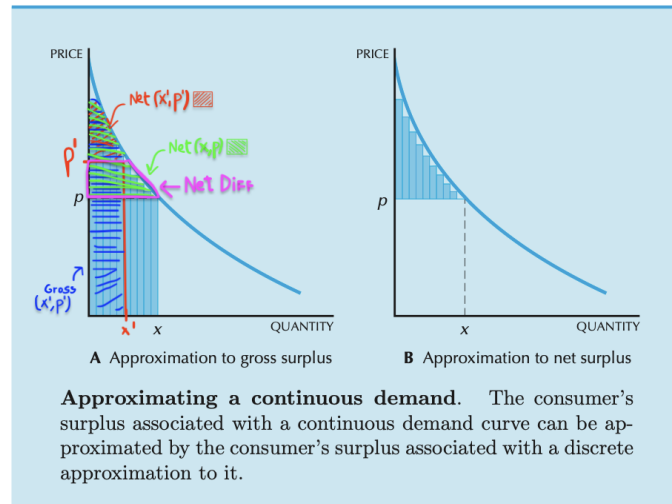 PRICE
PRICE
Net (x',p')
Net (x,p)
P'
← Net DIFF
p
p
Gross
(x',p')
x'
x
QUANTITY
x
QUANTITY
A Approximation to gross surplus
B Approximation to net surplus
Approximating a continuous demand. The consumer's
surplus associated with a continuous demand curve can be ap-
proximated by the consumer's surplus associated with a discrete
approximation to it.